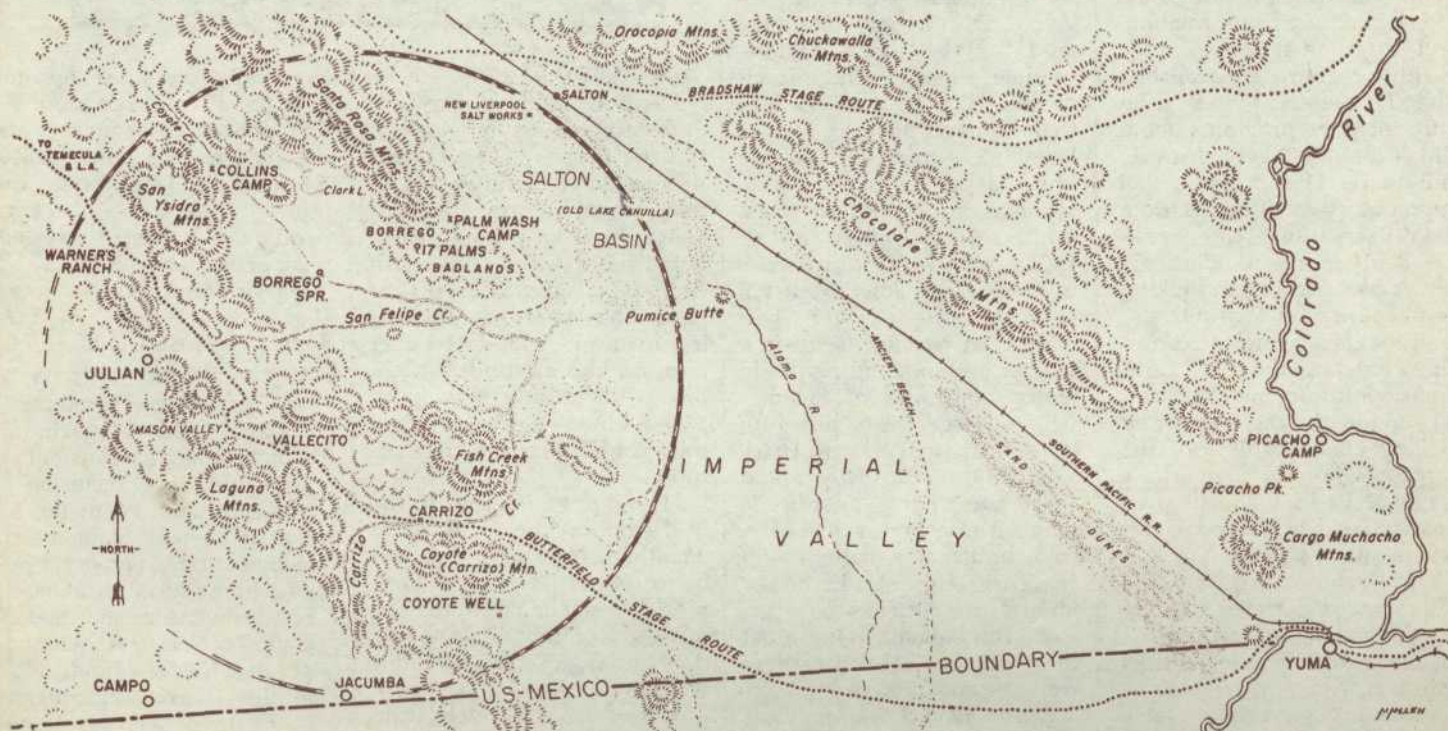 Orocopia Mtns.
Chuckawalla
Mtns.
Santa Rosa Mtns.
SALTON
BRADSHAW STAGE ROUTE
NEW LIVERPOOL
SALT WORKS
Coyote Cr.
TO
TEMECULA
& L.A.
COLLINS
CAMP
Clark L.
San
Ysidro
Mtns.
SALTON
(OLD LAKE CAHUILLA)
BASIN
PALM WASH
CAMP
BORREGO
17 PALMS
BADLANDS
WARNER'S
RANCH
BORREGO
SPR.
San Felipe Cr.
Pumice Butte
Chocolate
Mtns.
Colorado
River
JULIAN
Alamo R.
ANCIENT BEACH
MASON VALLEY
VALLECITO
Fish Creek
Mtns.
IMPERIAL
VALLEY
SAND
DUNES
SOUTHERN PACIFIC R.R.
PICACHO
CAMP
Picacho Pk.
Cargo Muchacho
Mtns.
Laguna
Mtns.
CARRIZO
Carrizo
Cr.
NORTH
Coyote
(Carrizo) Mtn.
BUTTERFIELD
STAGE ROUTE
COYOTE WELL
CAMPO
JACUMBA
U.S-MEXICO
BOUNDARY
YUMA